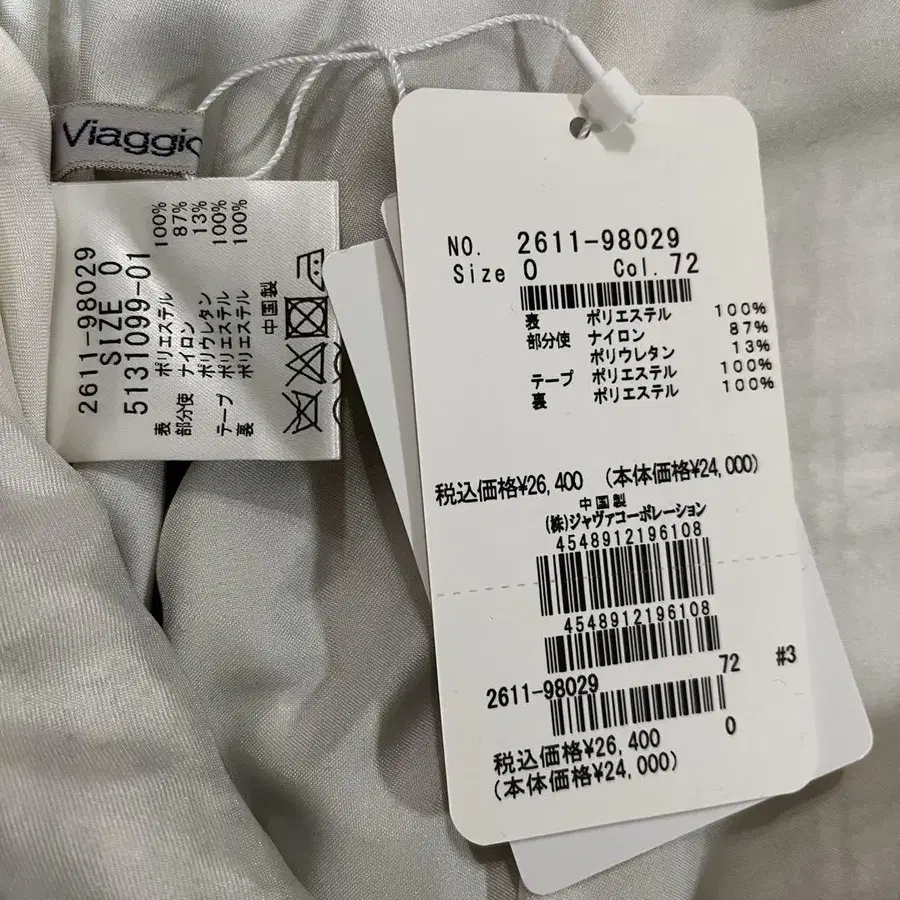 Viaggio
2611-98029
SIZE 0
5131099-01
表 ポリエステル 100%
部分使 ナイロン 87%
ポリウレタン 13%
テープ ポリエステル 100%
裏 ポリエステル 100%
中国製
NO. 2611-98029
Size 0 Col. 72
表 ポリエステル 100%
部分使 ナイロン 87%
ポリウレタン 13%
テープ ポリエステル 100%
裏 ポリエステル 100%
税込価格¥26,400 (本体価格¥24,000)
中国製
(株)ジャヴァコーポレーション
4548912196108
4548912196108
72 #3
2611-98029
0
税込価格¥26,400
(本体価格¥24,000)